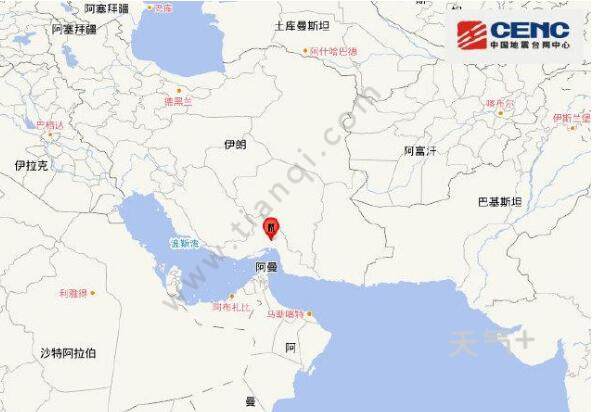 阿塞拜疆
巴库
阿塞拜疆
土库曼斯坦
阿什哈巴德
CENC
中国地震台网中心
德黑兰
喀布尔
伊斯兰堡
巴格达
伊朗
阿富汗
伊拉克
巴基斯坦
www.tianqi.com
波斯湾
阿曼
利雅得
阿布扎比
马斯喀特
天气+
沙特阿拉伯
阿
曼